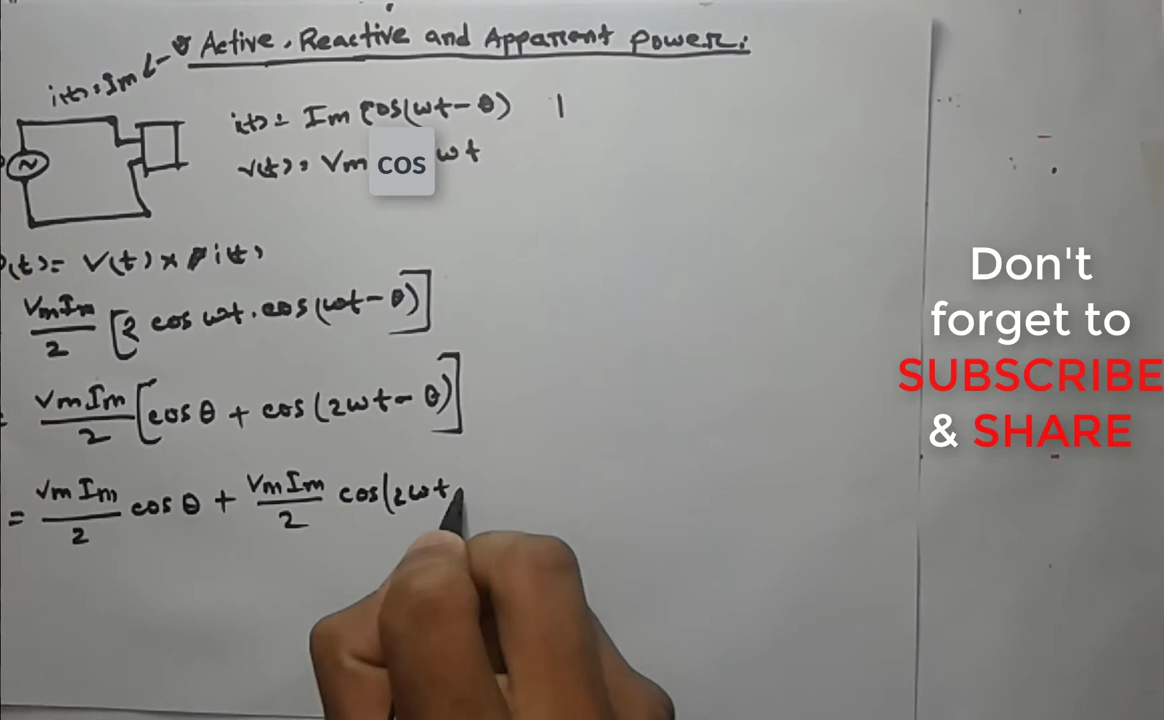 Active, Reactive and Apparent power:
i(t) = Im
i(t) = Im cos(ωt - θ) |
v(t) = Vm cos ωt
~
(t) = V(t) × i(t)
VmIm/2 [2 cos ωt . cos (ωt - θ)]
= VmIm/2 [cos θ + cos (2ωt - θ)]
= VmIm/2 cos θ + VmIm/2 cos(2ωt
Don't
forget to
SUBSCRIBE
& SHARE